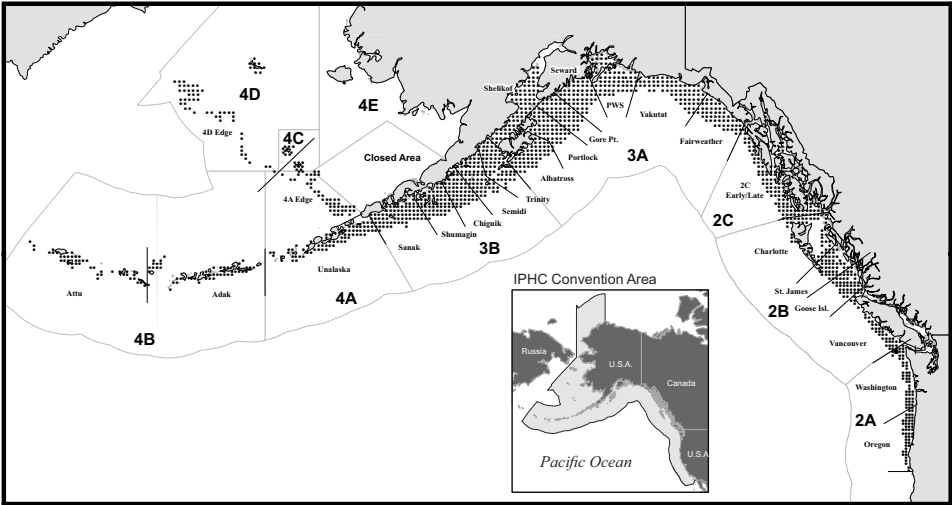 Seward
Shelikof
4D
4E
PWS
Yakutat
4D Edge
4C
Gore Pt.
Fairweather
Closed Area
Portlock
3A
Albatross
4A Edge
2C
Early/Late
Trinity
Semidi
2C
Chignik
Shumagin
3B
Sanak
Charlotte
Unalaska
IPHC Convention Area
St. James
Attu
Adak
4A
2B
Goose Isl.
4B
Vancouver
Russia
U.S.A.
Canada
Washington
2A
Oregon
U.S.A.
Pacific Ocean